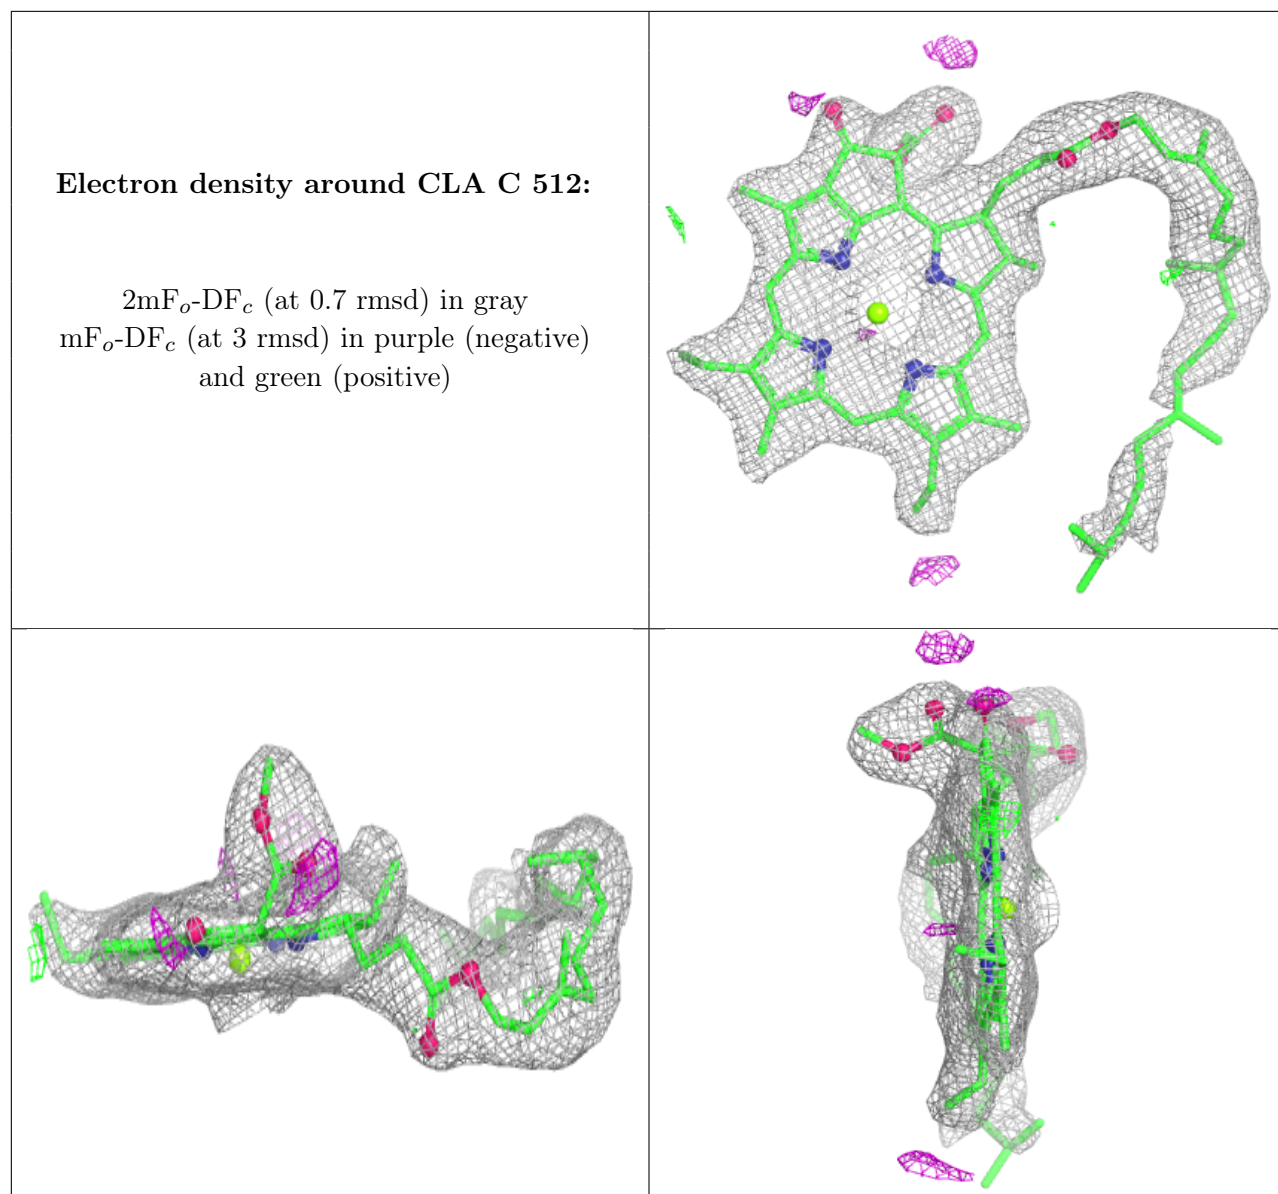 Electron density around CLA C 512:
2mFo-DFc (at 0.7 rmsd) in gray
mFo-DFc (at 3 rmsd) in purple (negative)
and green (positive)